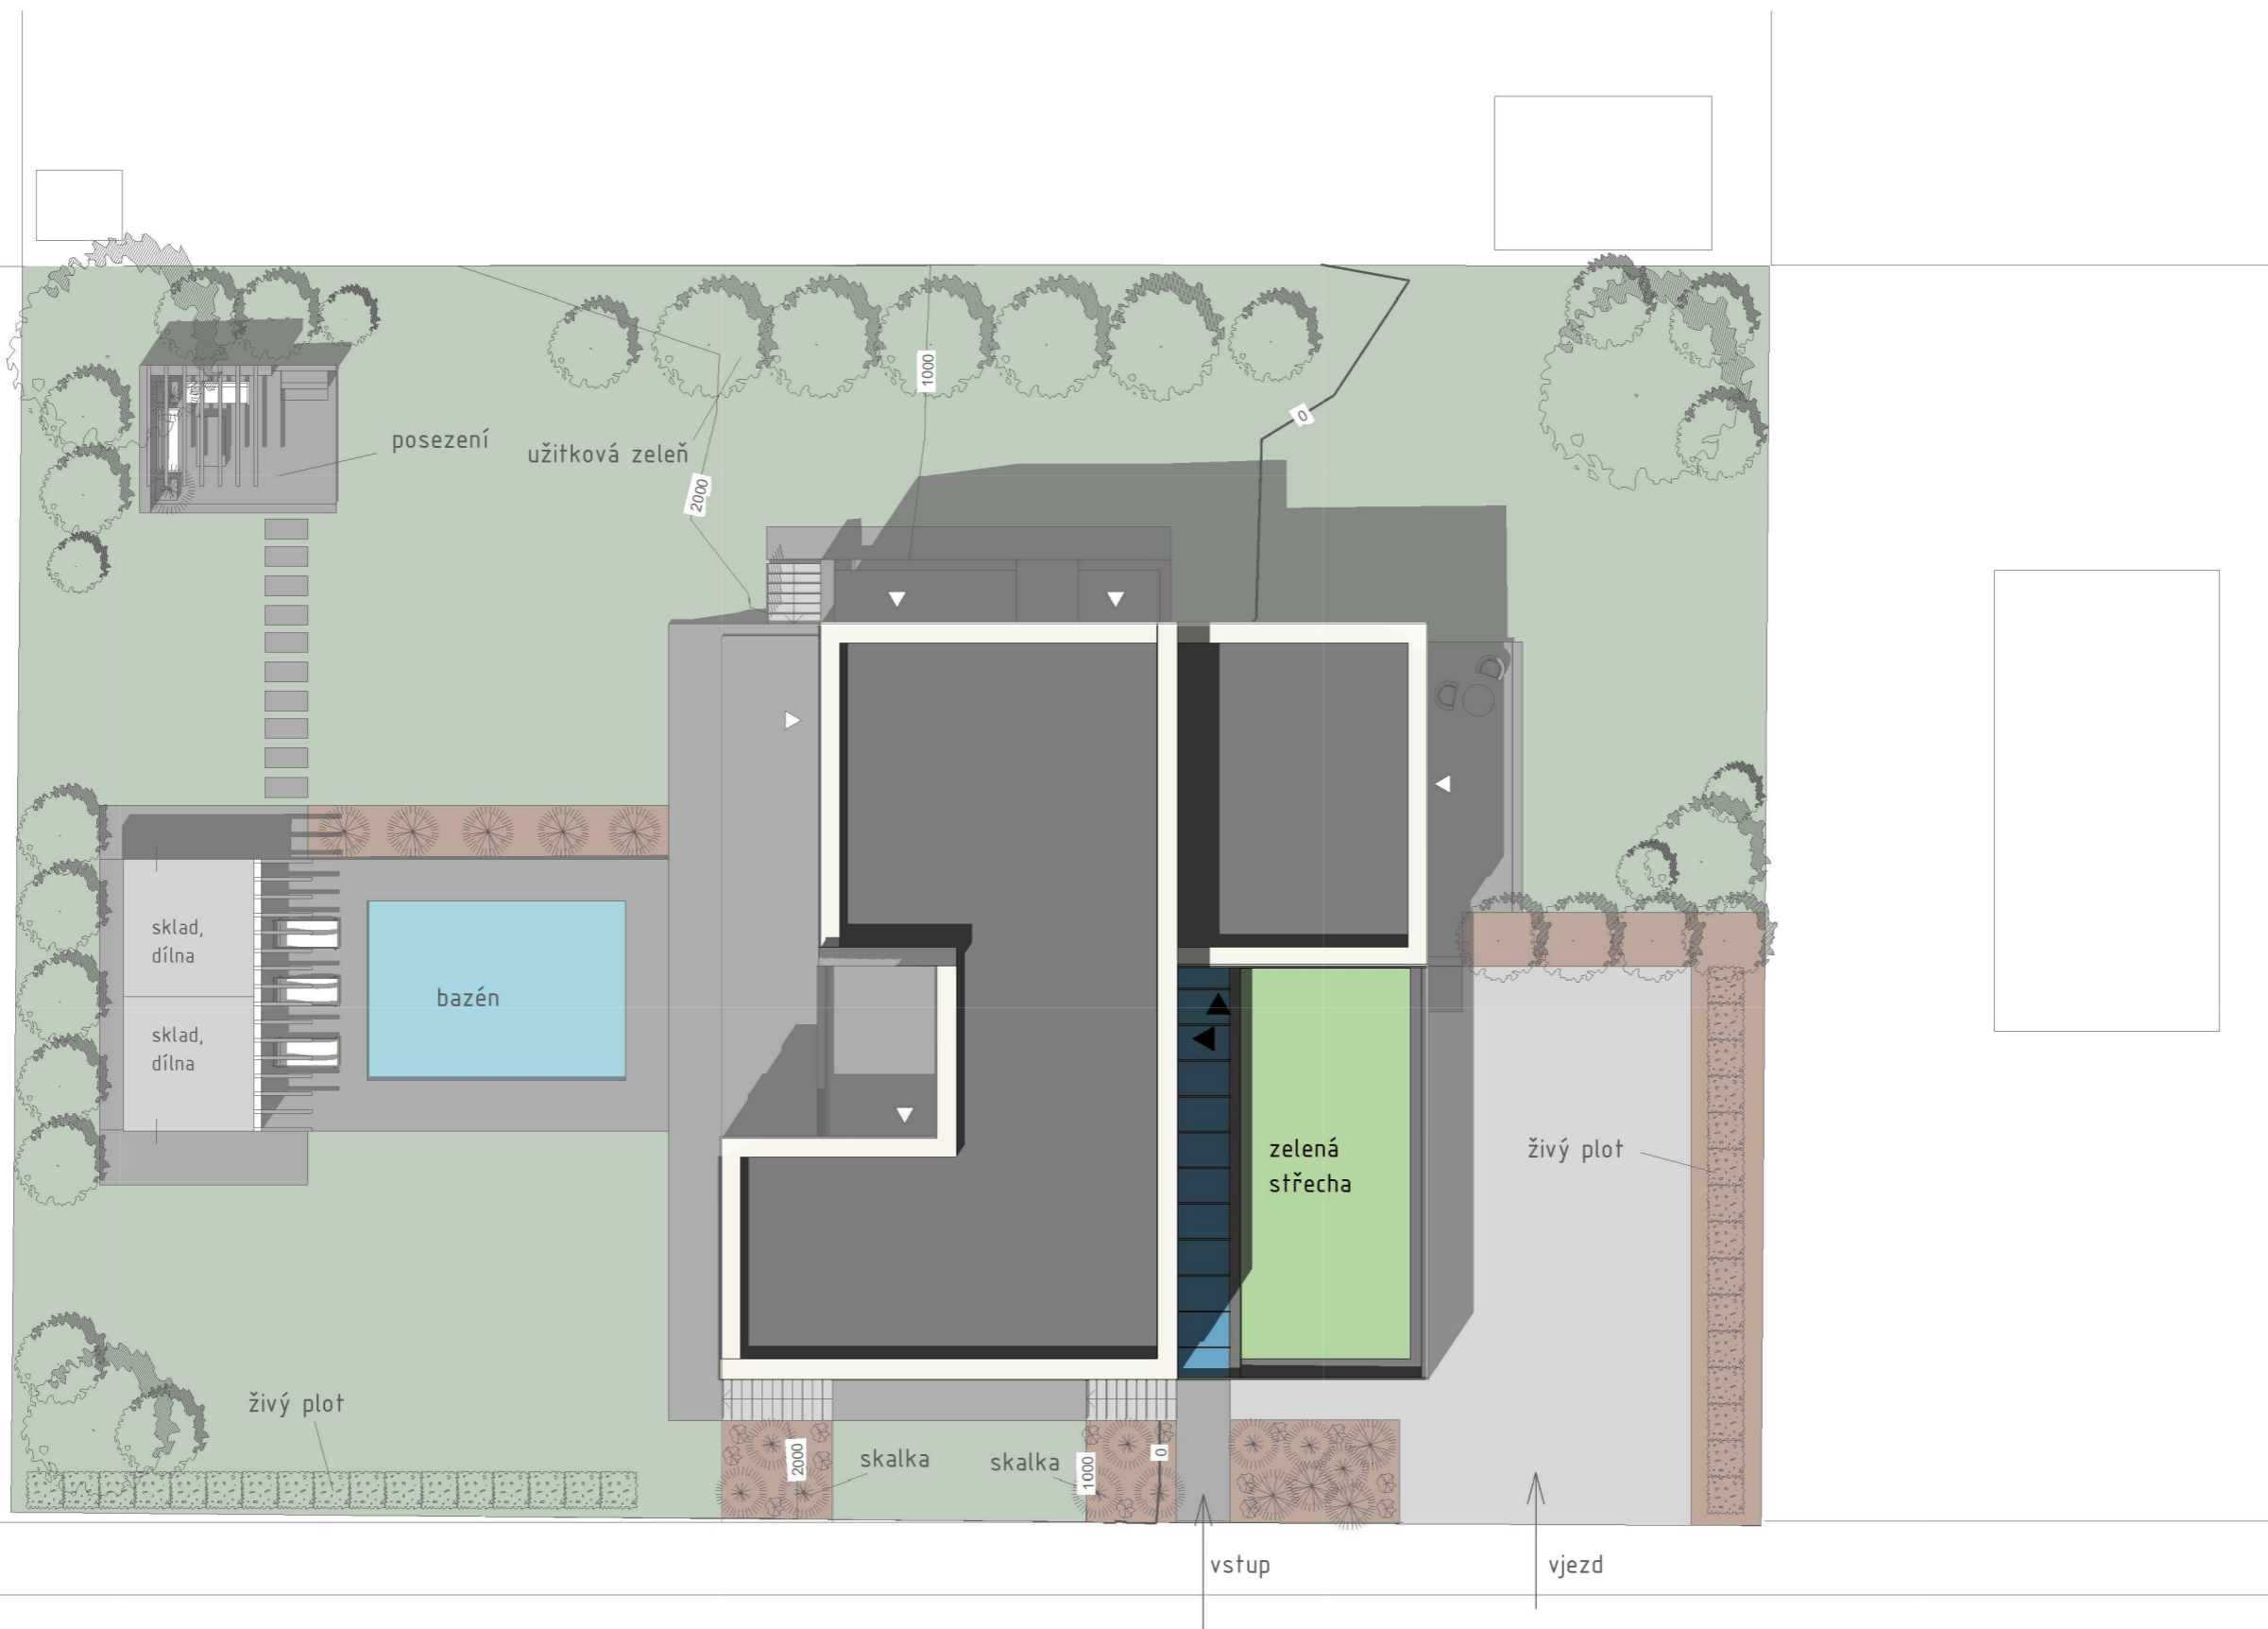 1000
0
posezení
užitková zeleň
2000
sklad,
dílna
bazén
sklad,
dílna
zelená
střecha
živý plot
živý plot
2000
skalka
skalka
1000
0
vstup
vjezd